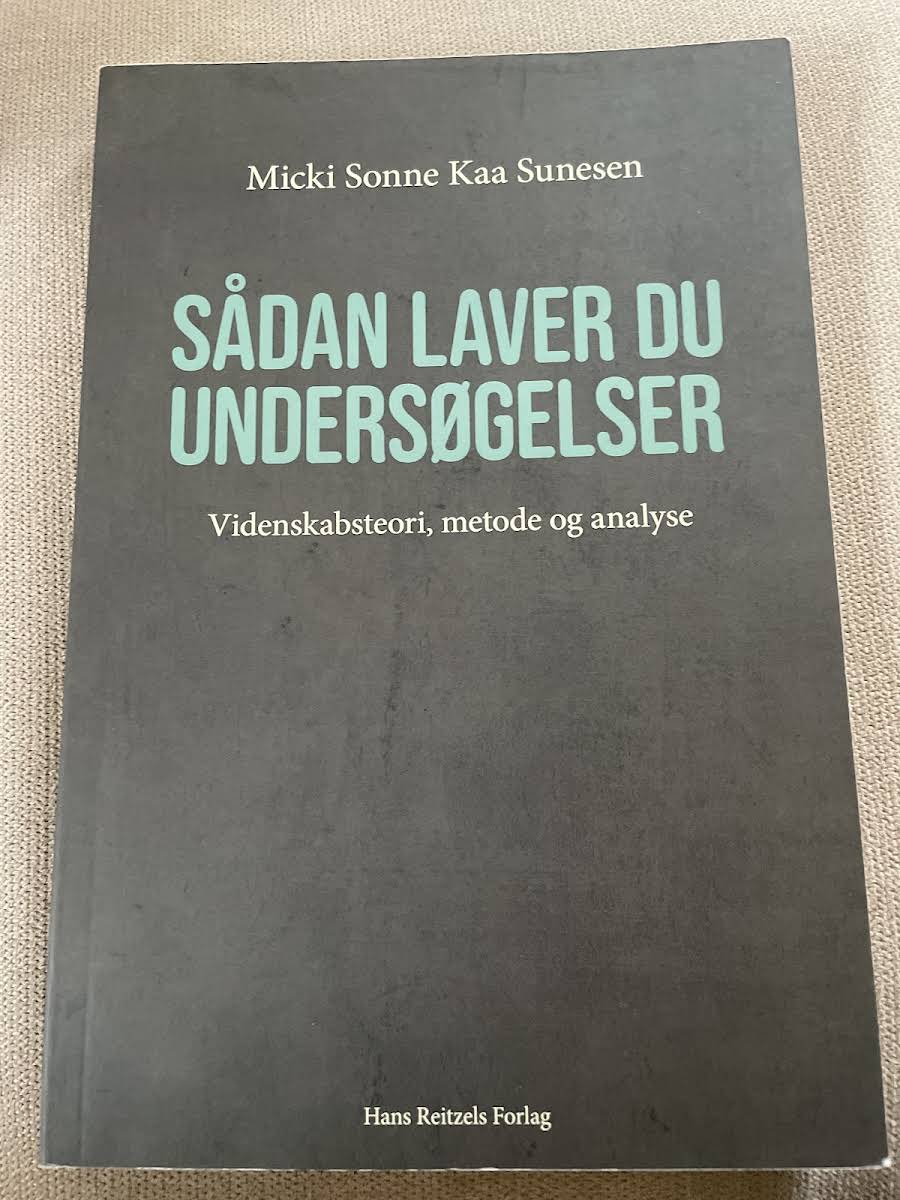 Micki Sonne Kaa Sunesen
SÅDAN LAVER DU
UNDERSØGELSER
Videnskabsteori, metode og analyse
Hans Reitzels Forlag